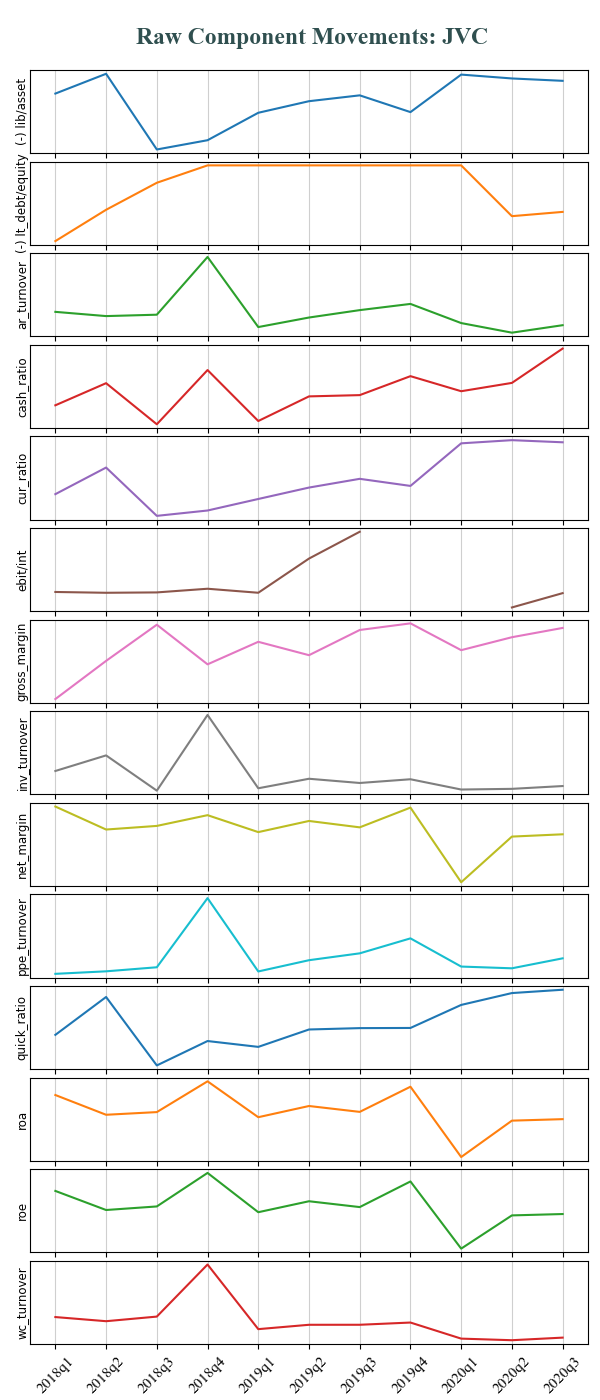 Raw Component Movements: JVC
(-) lib/asset
(-) lt_debt/equity
ar_turnover
cash_ratio
cur_ratio
ebit/int
gross_margin
inv_turnover
net_margin
ppe_turnover
quick_ratio
roa
roe
wc_turnover
2018q1 2018q2 2018q3 2018q4 2019q1 2019q2 2019q3 2019q4 2020q1 2020q2 2020q3